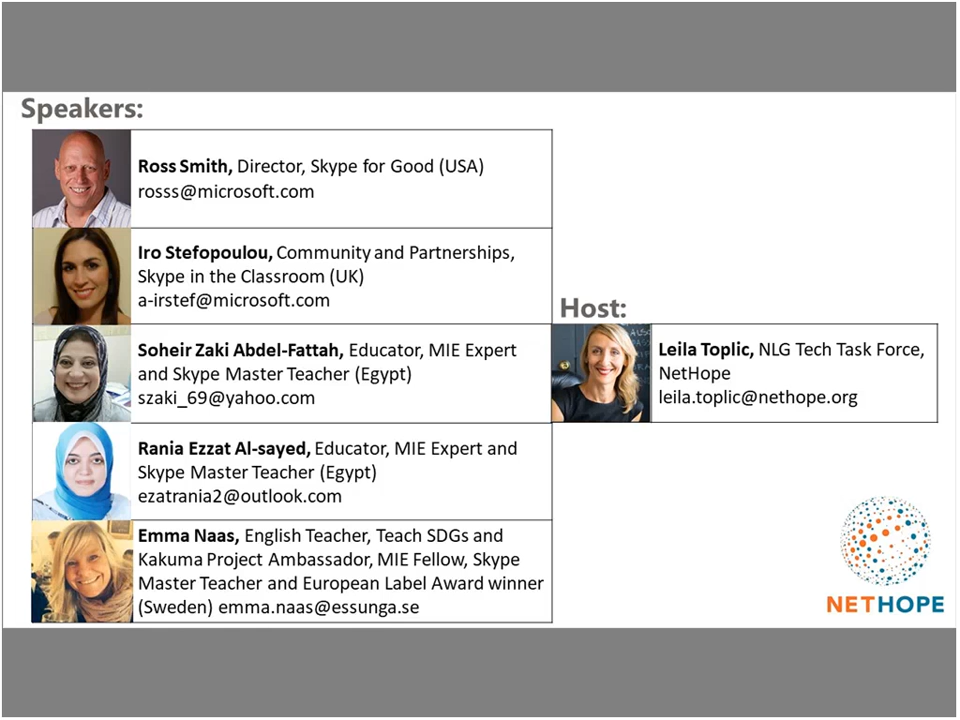 Speakers:
Ross Smith, Director, Skype for Good (USA)
rosss@microsoft.com
Iro Stefopoulou, Community and Partnerships,
Skype in the Classroom (UK)
a-irstef@microsoft.com
Soheir Zaki Abdel-Fattah, Educator, MIE Expert
and Skype Master Teacher (Egypt)
szaki_69@yahoo.com
Rania Ezzat Al-sayed, Educator, MIE Expert and
Skype Master Teacher (Egypt)
ezatrania2@outlook.com
Emma Naas, English Teacher, Teach SDGs and
Kakuma Project Ambassador, MIE Fellow, Skype
Master Teacher and European Label Award winner
(Sweden) emma.naas@essunga.se
Host:
Leila Toplic, NLG Tech Task Force,
NetHope
leila.toplic@nethope.org
NETHOPE